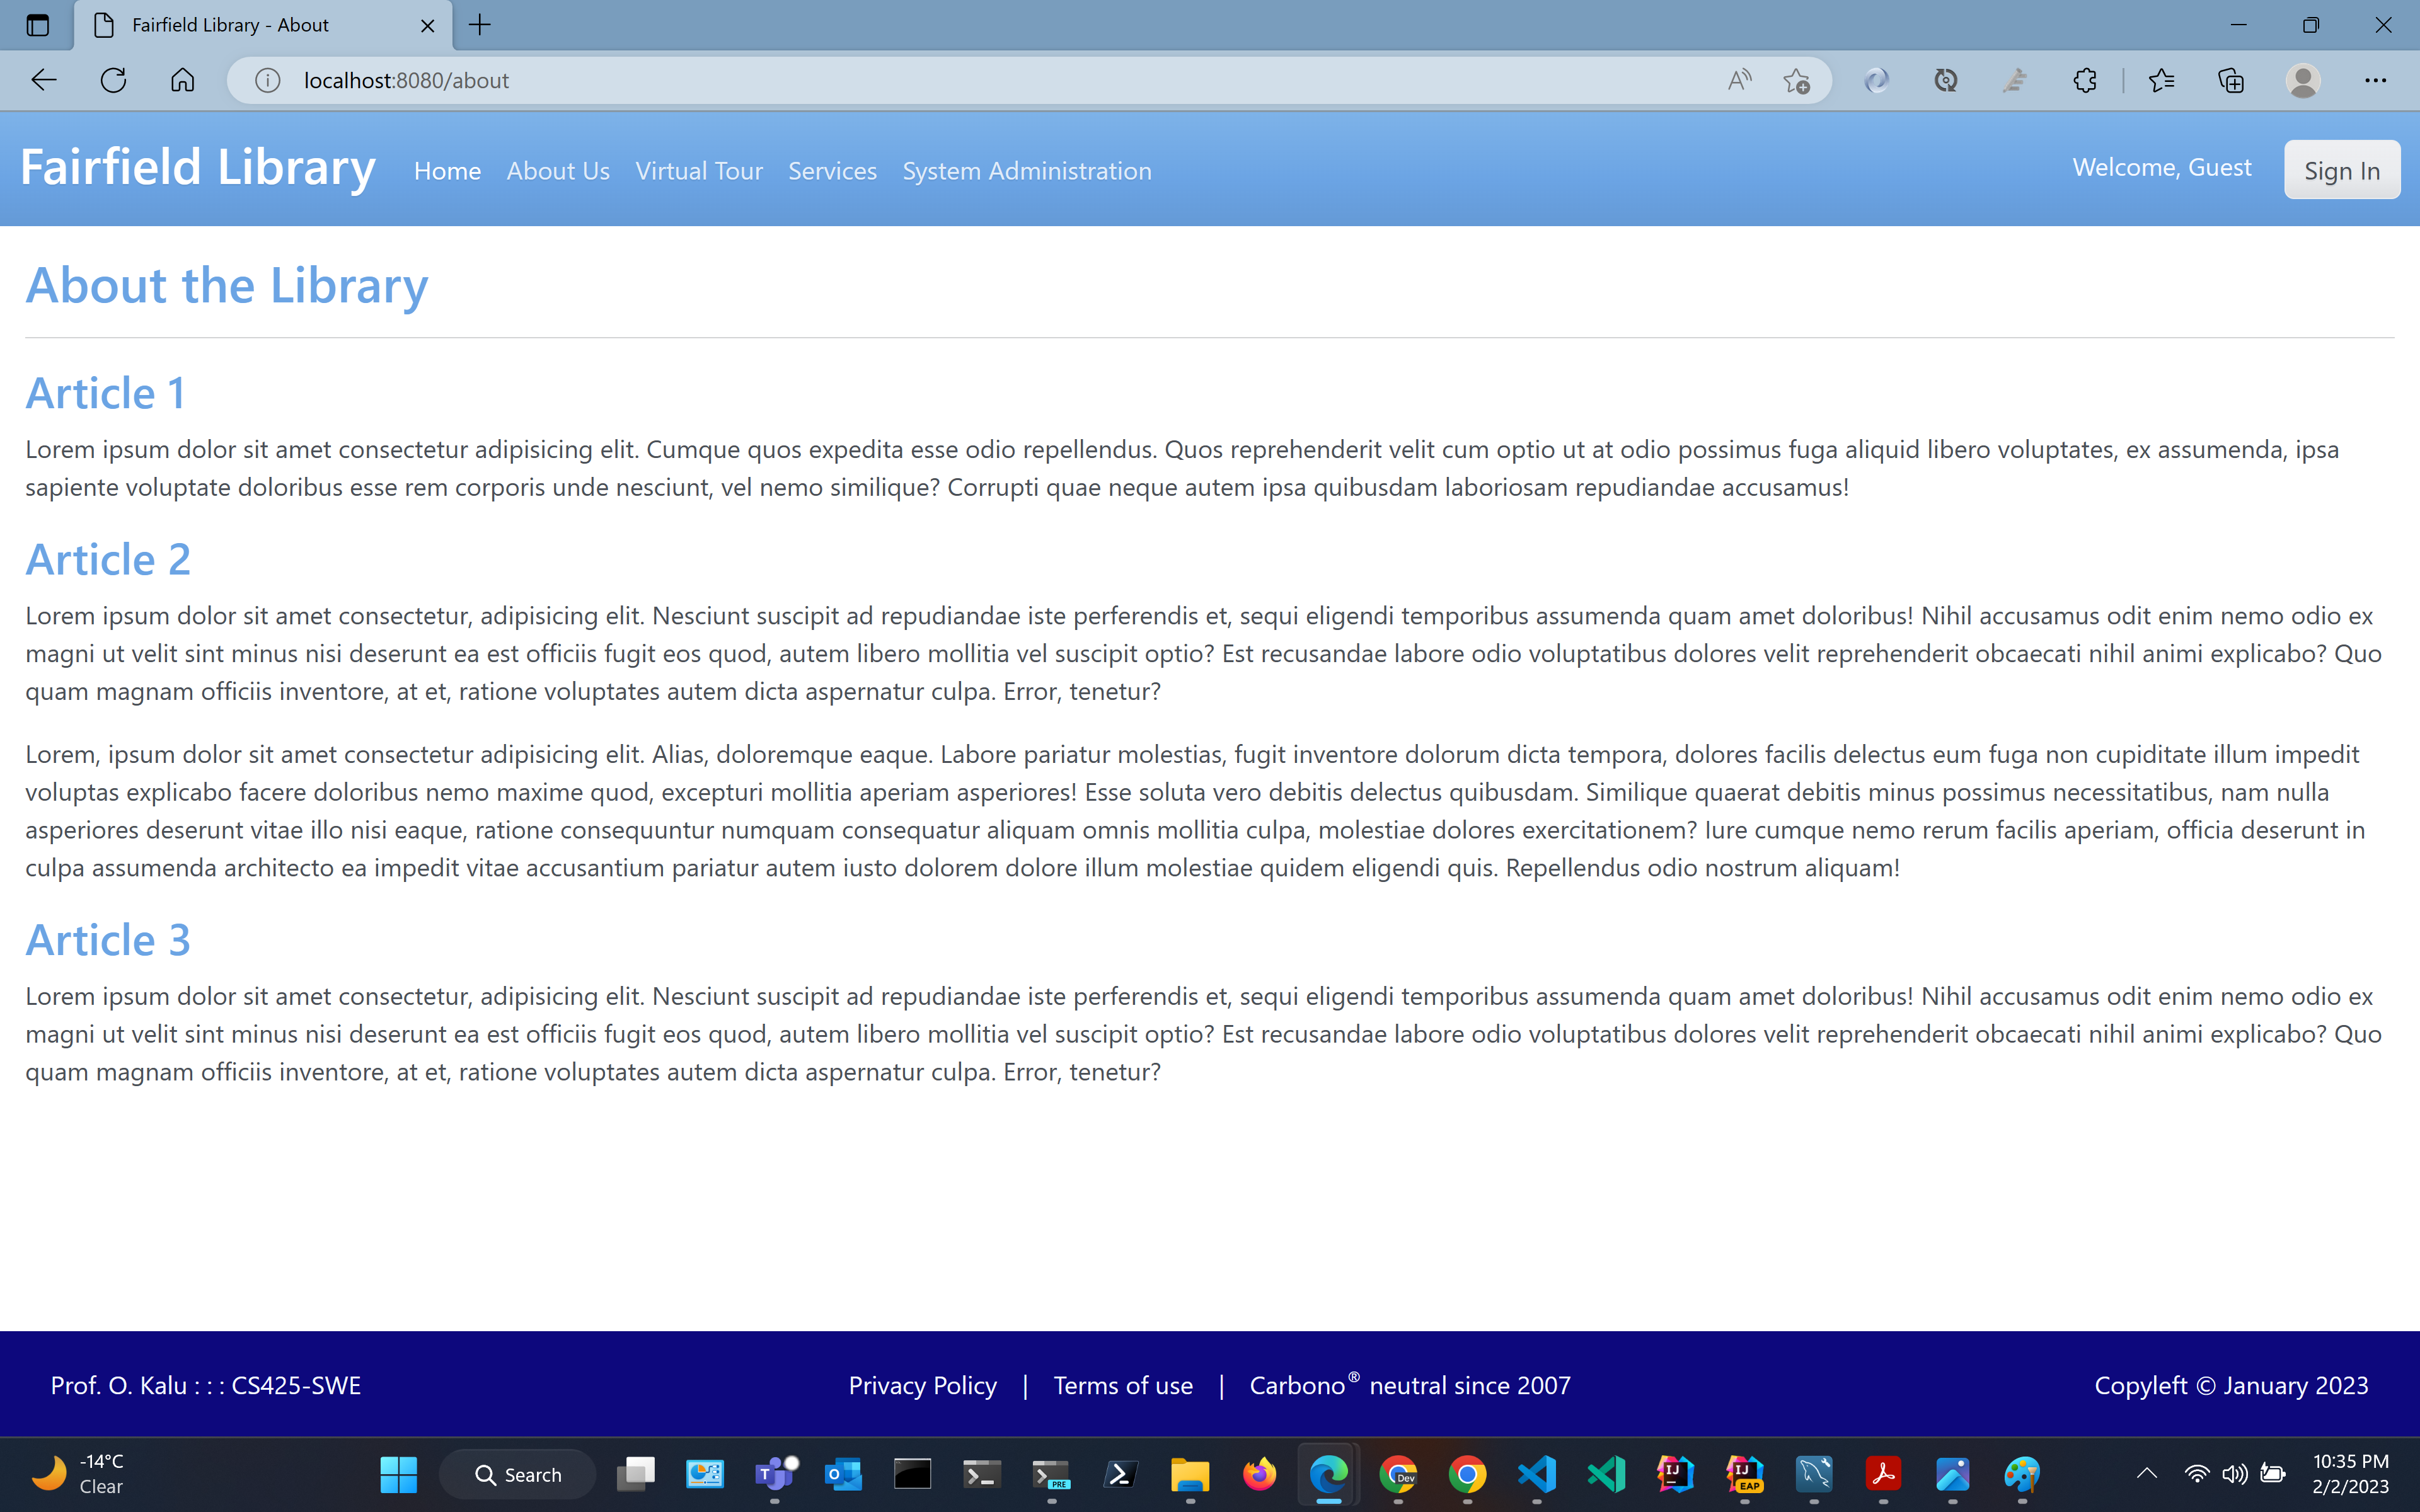 Fairfield Library - About
localhost:8080/about
Fairfield Library Home About Us Virtual Tour Services System Administration Welcome, Guest Sign In
About the Library
Article 1
Lorem ipsum dolor sit amet consectetur adipisicing elit. Cumque quos expedita esse odio repellendus. Quos reprehenderit velit cum optio ut at odio possimus fuga aliquid libero voluptates, ex assumenda, ipsa
sapiente voluptate doloribus esse rem corporis unde nesciunt, vel nemo similique? Corrupti quae neque autem ipsa quibusdam laboriosam repudiandae accusamus!
Article 2
Lorem ipsum dolor sit amet consectetur, adipisicing elit. Nesciunt suscipit ad repudiandae iste perferendis et, sequi eligendi temporibus assumenda quam amet doloribus! Nihil accusamus odit enim nemo odio ex
magni ut velit sint minus nisi deserunt ea est officiis fugit eos quod, autem libero mollitia vel suscipit optio? Est recusandae labore odio voluptatibus dolores velit reprehenderit obcaecati nihil animi explicabo? Quo
quam magnam officiis inventore, at et, ratione voluptates autem dicta aspernatur culpa. Error, tenetur?
Lorem, ipsum dolor sit amet consectetur adipisicing elit. Alias, doloremque eaque. Labore pariatur molestias, fugit inventore dolorum dicta tempora, dolores facilis delectus eum fuga non cupiditate illum impedit
voluptas explicabo facere doloribus nemo maxime quod, excepturi mollitia aperiam asperiores! Esse soluta vero debitis delectus quibusdam. Similique quaerat debitis minus possimus necessitatibus, nam nulla
asperiores deserunt vitae illo nisi eaque, ratione consequuntur numquam consequatur aliquam omnis mollitia culpa, molestiae dolores exercitationem? Iure cumque nemo rerum facilis aperiam, officia deserunt in
culpa assumenda architecto ea impedit vitae accusantium pariatur autem iusto dolorem dolore illum molestiae quidem eligendi quis. Repellendus odio nostrum aliquam!
Article 3
Lorem ipsum dolor sit amet consectetur, adipisicing elit. Nesciunt suscipit ad repudiandae iste perferendis et, sequi eligendi temporibus assumenda quam amet doloribus! Nihil accusamus odit enim nemo odio ex
magni ut velit sint minus nisi deserunt ea est officiis fugit eos quod, autem libero mollitia vel suscipit optio? Est recusandae labore odio voluptatibus dolores velit reprehenderit obcaecati nihil animi explicabo? Quo
quam magnam officiis inventore, at et, ratione voluptates autem dicta aspernatur culpa. Error, tenetur?
Prof. O. Kalu : : : CS425-SWE Privacy Policy | Terms of use | Carbono® neutral since 2007 Copyleft © January 2023
-14°C
Clear
Search
PRE
Dev
IJ
IJ EAP
10:35 PM
2/2/2023